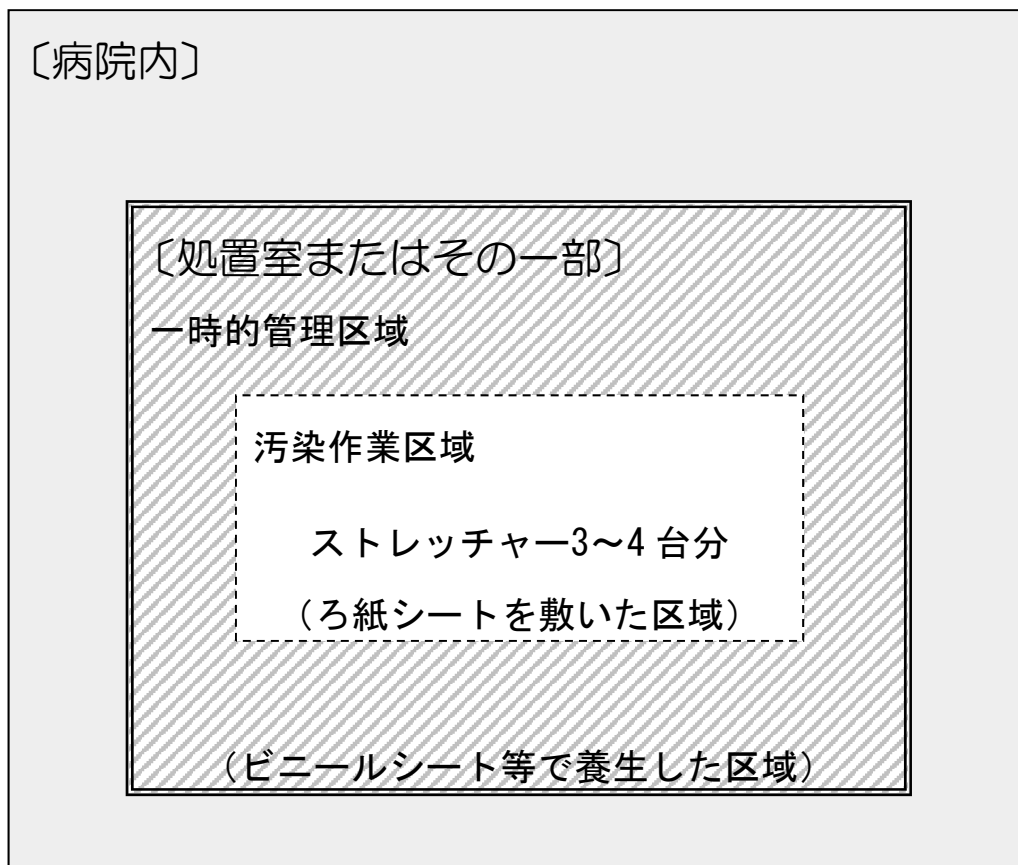 〔病院内〕
〔処置室またはその一部〕
一時的管理区域
汚染作業区域
ストレッチャー3～4 台分
（ろ紙シートを敷いた区域）
（ビニールシート等で養生した区域）